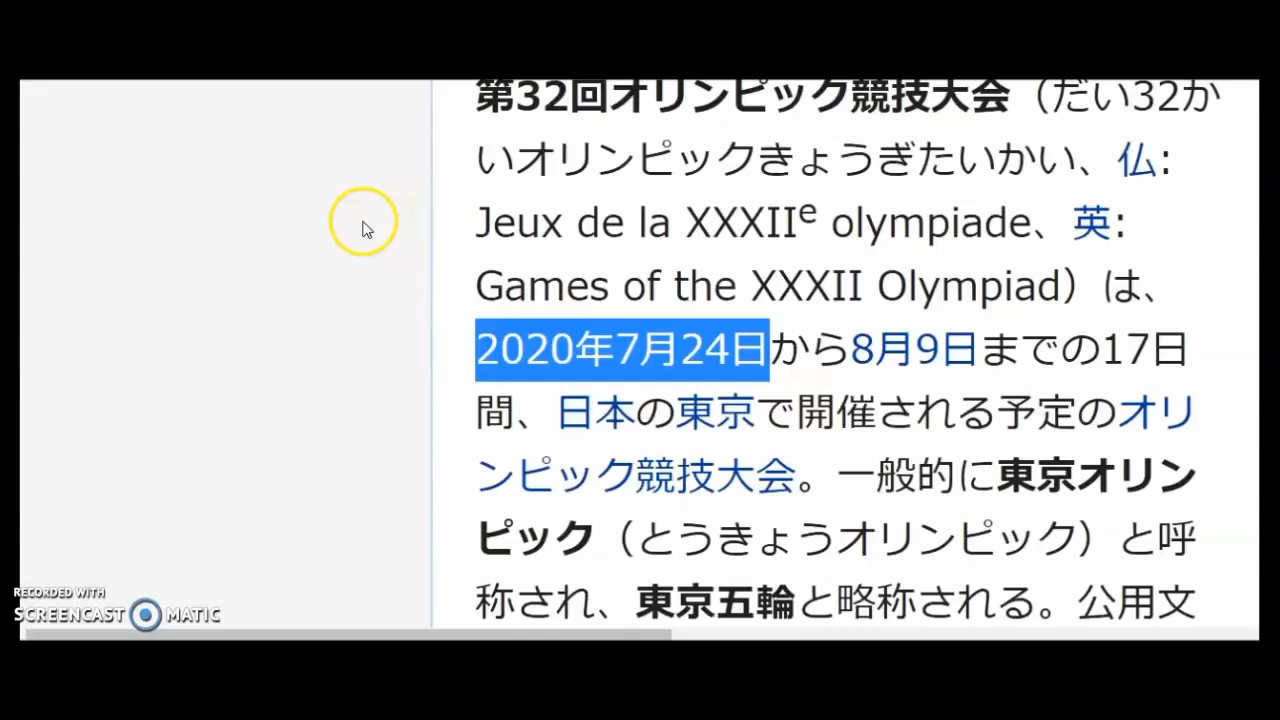 第32回オリンピック競技大会（だい32か
いオリンピックきょうぎたいかい、仏:
Jeux de la XXXIIe olympiade、英:
Games of the XXXII Olympiad）は、
2020年7月24日から8月9日までの17日
間、日本の東京で開催される予定のオリ
ンピック競技大会。一般的に東京オリン
ピック（とうきょうオリンピック）と呼
称され、東京五輪と略称される。公用文
RECORDED WITH
SCREENCAST MATIC